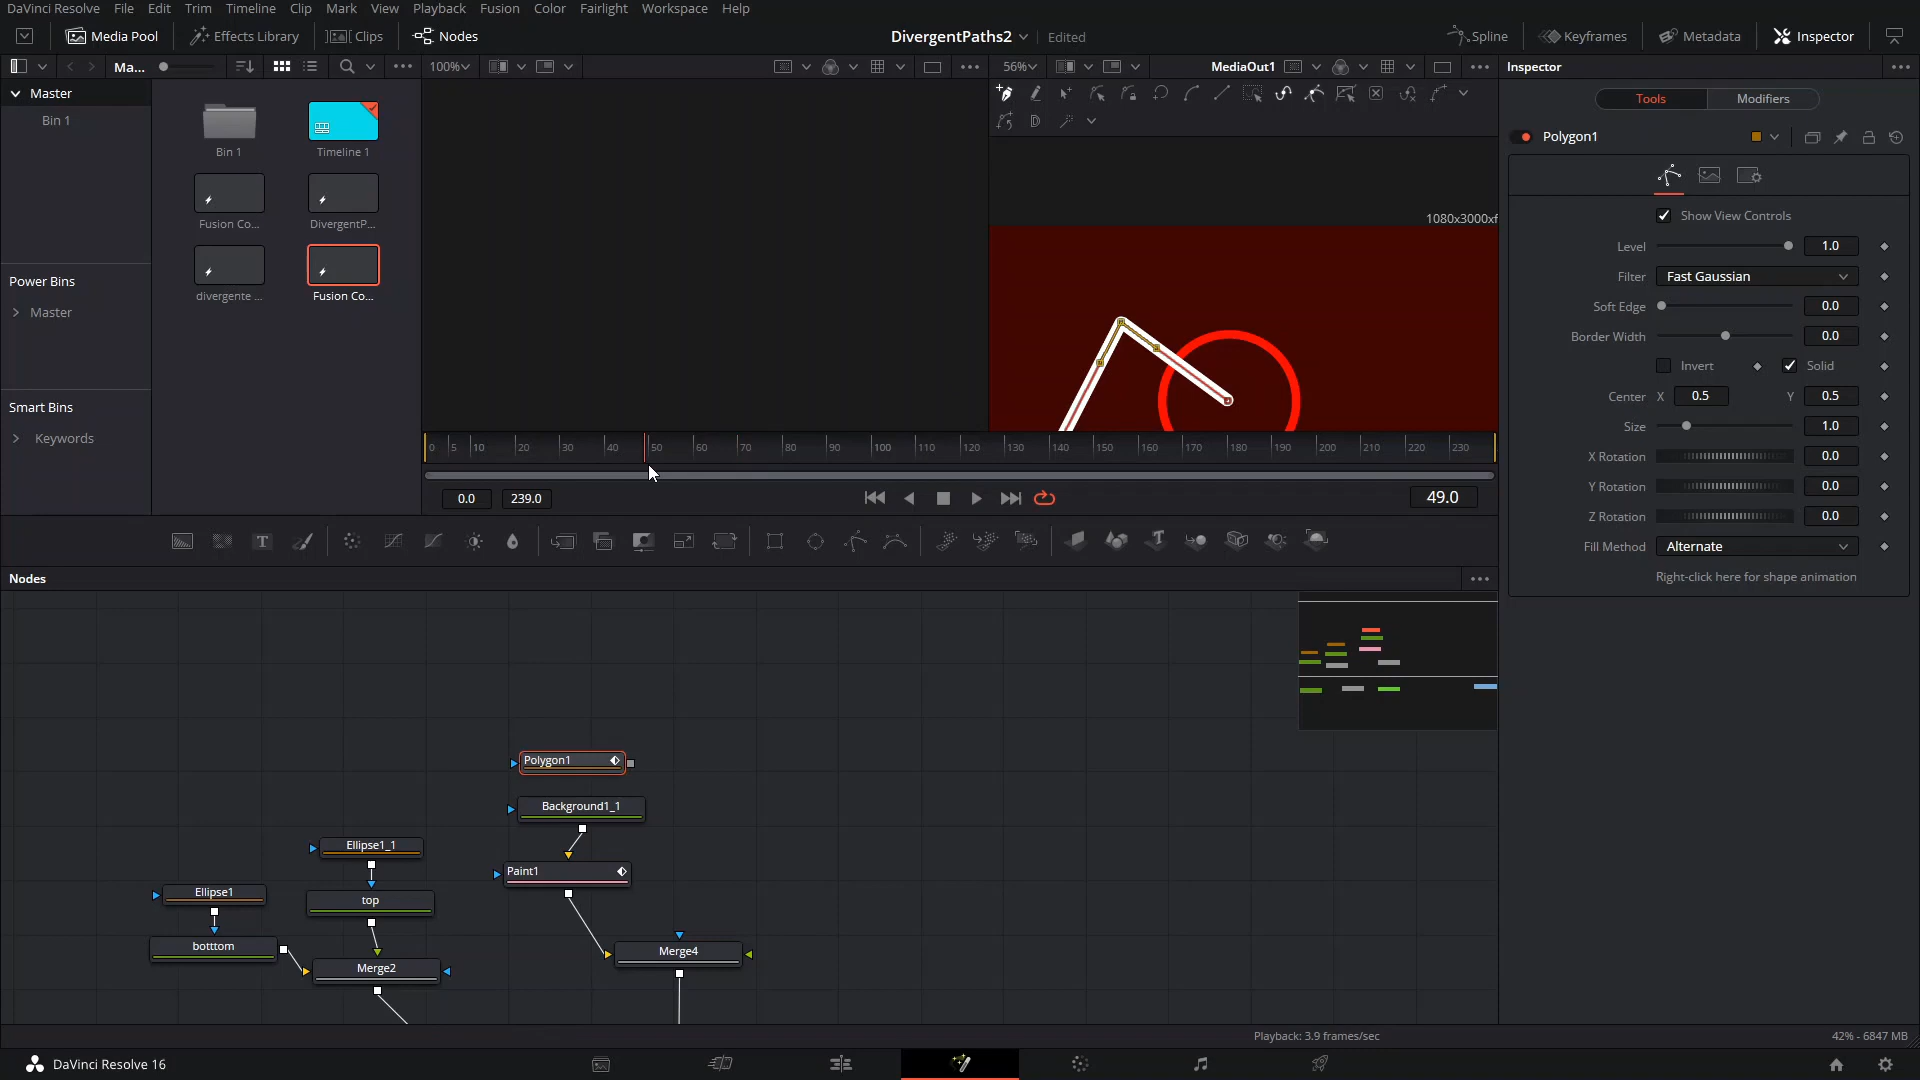 DaVinci Resolve File Edit Trim Timeline Clip Mark View Playback Fusion Color Fairlight Workspace Help
Media Pool Effects Library Clips Nodes DivergentPaths2 Edited Spline Keyframes Metadata Inspector
Ma... 100% 56% MediaOut1 Inspector
Master
Bin 1
Power Bins
Master
Smart Bins
Keywords
Bin 1 Timeline 1
Fusion Co... DivergentP...
divergente ... Fusion Co...
1080x3000xf
0 5 10 20 30 40 50 60 70 80 90 100 110 120 130 140 150 160 170 180 190 200 210 220 230
0.0 239.0 49.0
Tools Modifiers
Polygon1
Show View Controls
Level 1.0
Filter Fast Gaussian
Soft Edge 0.0
Border Width 0.0
Invert Solid
Center X 0.5 Y 0.5
Size 1.0
X Rotation 0.0
Y Rotation 0.0
Z Rotation 0.0
Fill Method Alternate
Right-click here for shape animation
T T
Nodes
Polygon1
Background1_1
Ellipse1_1
Paint1
Ellipse1
top
botttom
Merge4
Merge2
Playback: 3.9 frames/sec 42% - 6847 MB
DaVinci Resolve 16